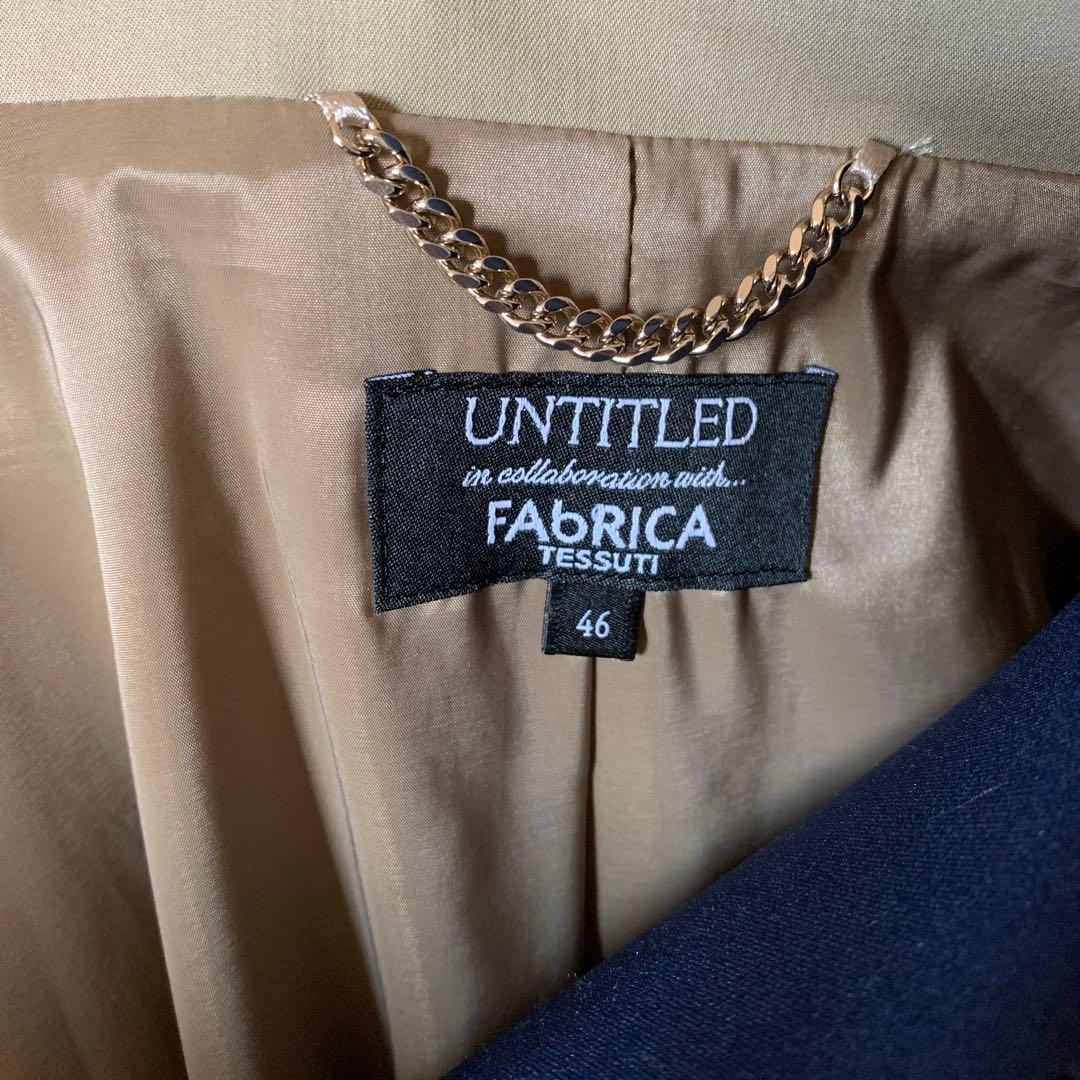 UNTITLED
in collaboration with...
FAbRICA
TESSUTI
46